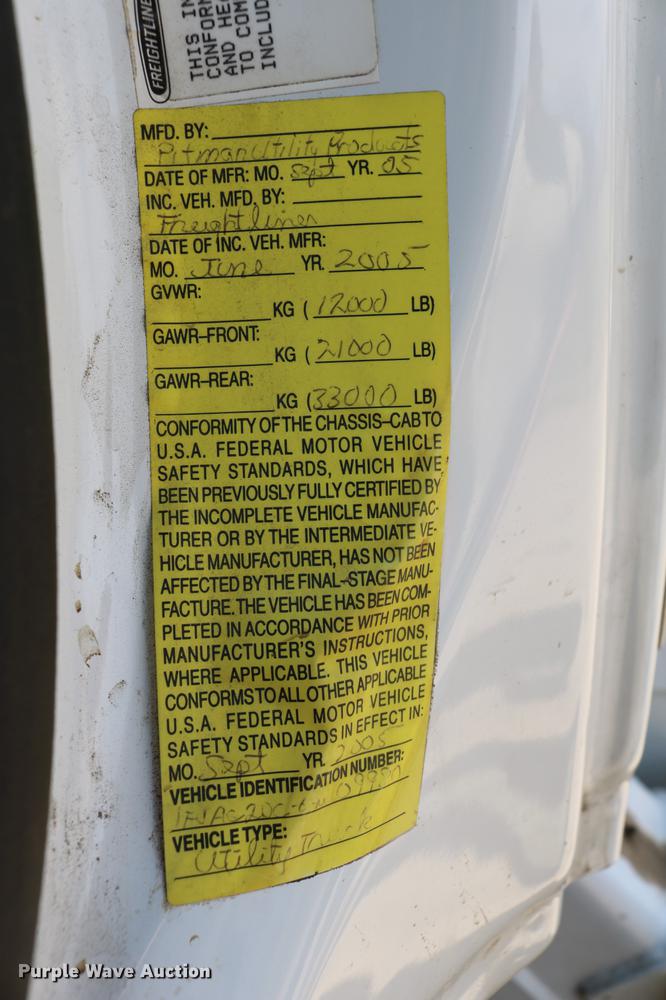 FREIGHTLINE
THIS IN
CONFORM
AND HE
TO COM
INCLUD
MFD. BY:
Pitman Utility Products
DATE OF MFR: MO. Sept YR. 05
INC. VEH. MFD. BY:
Freightliner
DATE OF INC. VEH. MFR:
MO. June YR. 2005
GVWR:
KG ( 12000 LB)
GAWR–FRONT:
KG ( 21000 LB)
GAWR–REAR:
KG (33000 LB)
CONFORMITY OF THE CHASSIS–CAB TO
U.S.A. FEDERAL MOTOR VEHICLE
SAFETY STANDARDS, WHICH HAVE
BEEN PREVIOUSLY FULLY CERTIFIED BY
THE INCOMPLETE VEHICLE MANUFAC-
TURER OR BY THE INTERMEDIATE VE-
HICLE MANUFACTURER, HAS NOT BEEN
AFFECTED BY THE FINAL–STAGE MANU-
FACTURE. THE VEHICLE HAS BEEN COM-
PLETED IN ACCORDANCE WITH PRIOR
MANUFACTURER'S INSTRUCTIONS,
WHERE APPLICABLE. THIS VEHICLE
CONFORMS TO ALL OTHER APPLICABLE
U.S.A. FEDERAL MOTOR VEHICLE
SAFETY STANDARDS IN EFFECT IN:
MO. Sept YR. 2005
VEHICLE IDENTIFICATION NUMBER:
VEHICLE TYPE:
Utility Truck
Purple Wave Auction